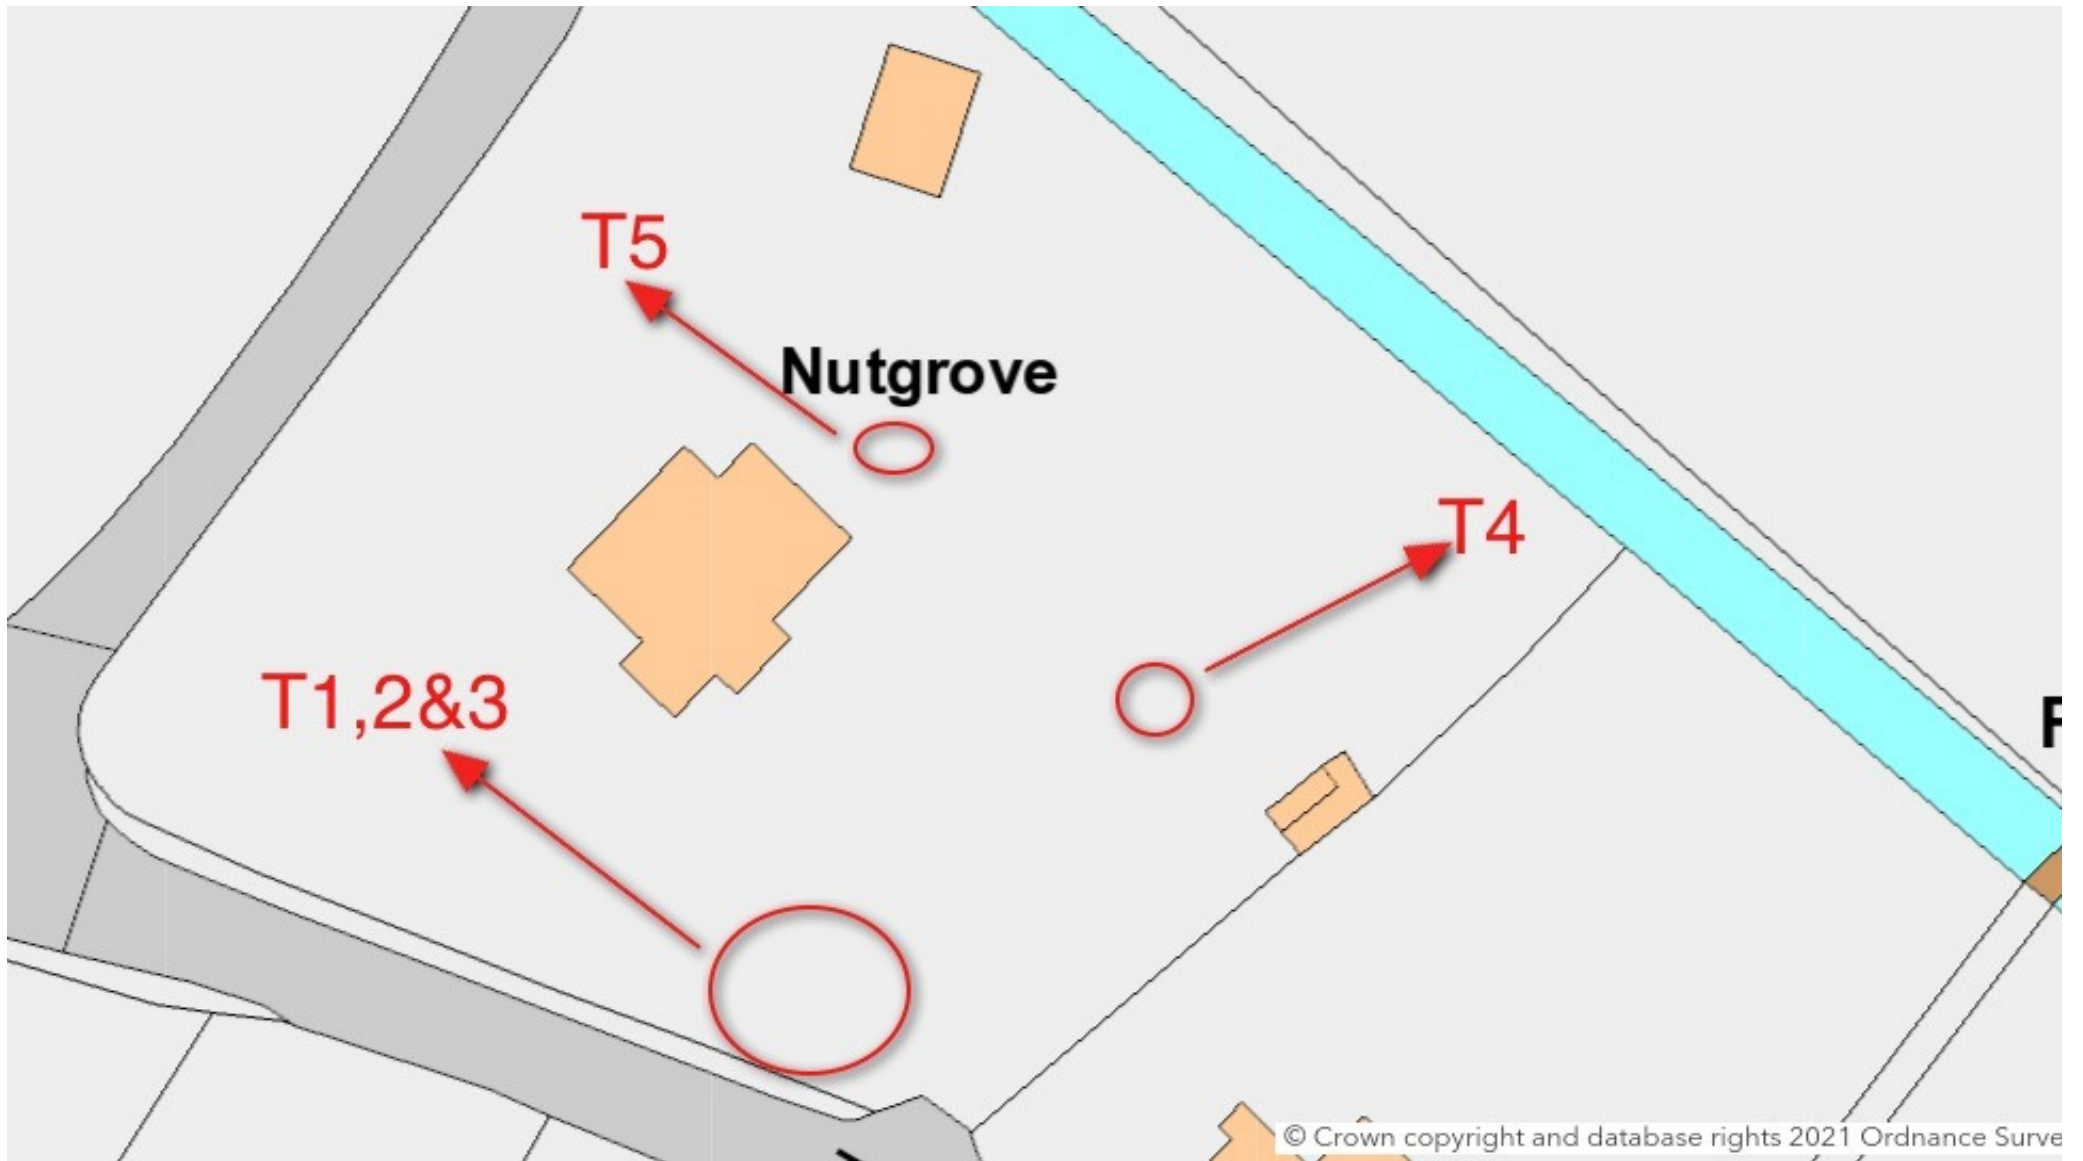 T5
Nutgrove
T4
T1,2&3
© Crown copyright and database rights 2021 Ordnance Surve